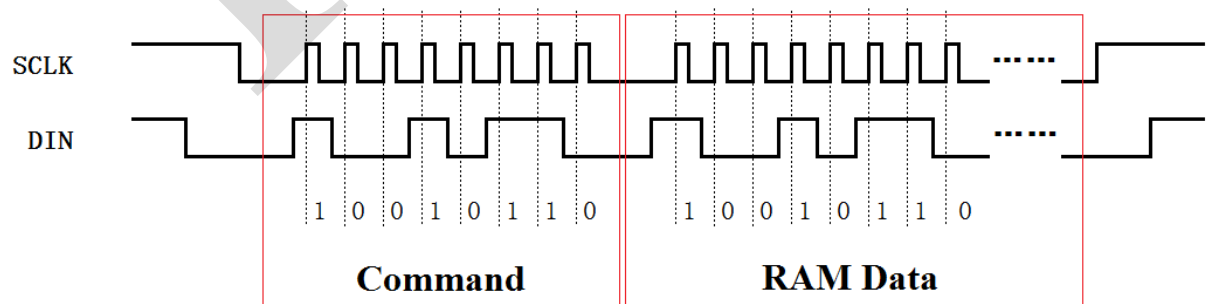 SCLK ……
DIN ……
1 0 0 1 0 1 1 0 1 0 0 1 0 1 1 0
Command RAM Data